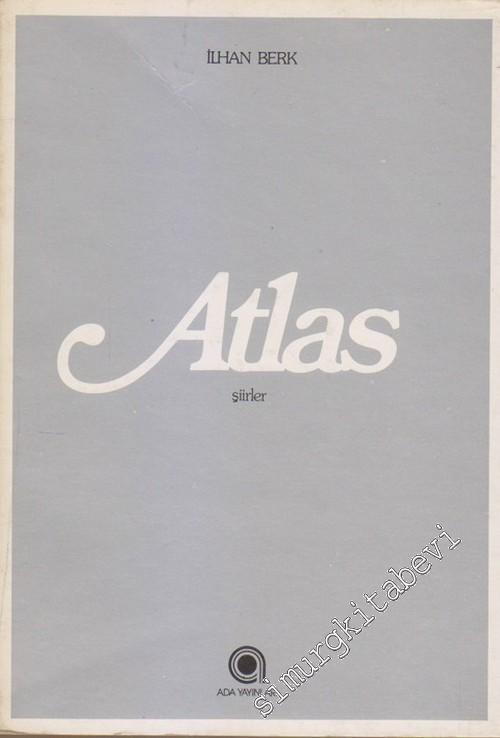 İLHAN BERK
Atlas
şiirler
ADA YAYINLARI
simurgkitabevi